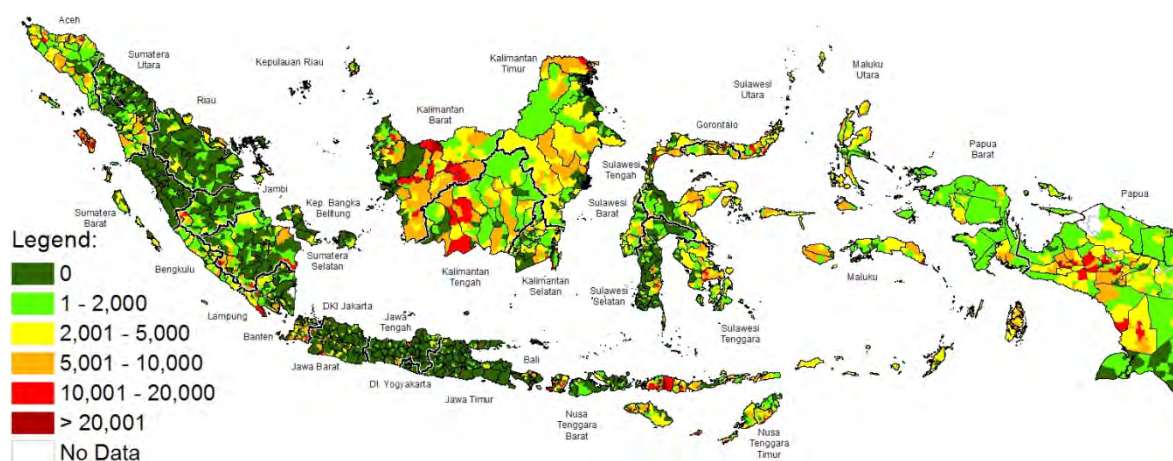 Aceh
Sumatera
Utara
Kepulauan Riau
Riau
Kalimantan
Timur
Kalimantan
Barat
Sulawesi
Utara
Maluku
Utara
Gorontalo
Papua
Barat
Papua
Sulawesi
Tengah
Jambi
Kep. Bangka
Belitung
Sulawesi
Barat
Sumatera
Barat
Legend:
0
1 - 2,000
2,001 - 5,000
5,001 - 10,000
10,001 - 20,000
> 20,001
No Data
Sumatera
Selatan
Bengkulu
Kalimantan
Tengah
Kalimantan
Selatan
Sulawesi
Selatan
Maluku
Lampung
DKI Jakarta
Jawa
Tengah
Sulawesi
Tenggara
Banten
Jawa Barat
Bali
DI. Yogyakarta
Jawa Timur
Nusa
Tenggara
Barat
Nusa
Tenggara
Timur